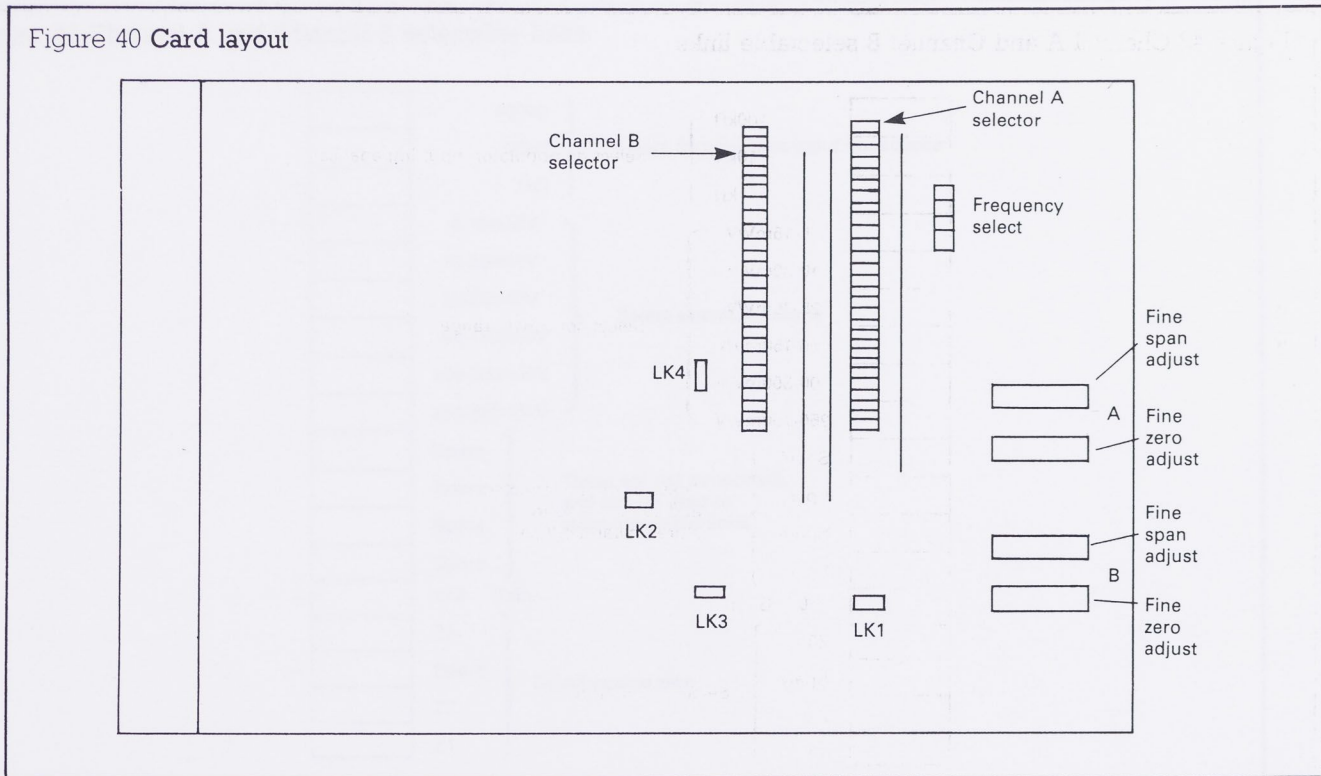 Figure 40 Card layout
Channel A
selector
Channel B
selector
Frequency
select
LK4
Fine
span
adjust
A
Fine
zero
adjust
LK2
Fine
span
adjust
B
LK3
LK1
Fine
zero
adjust